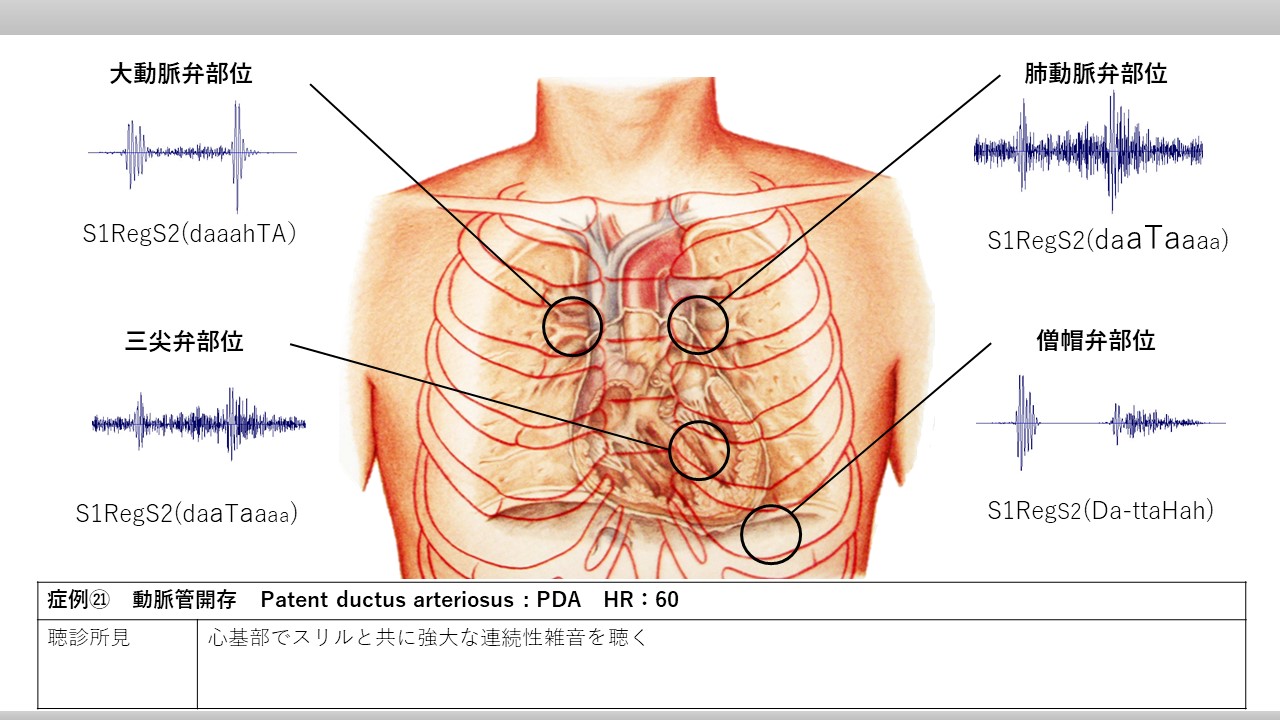 大動脈弁部位
S1RegS2(daaahTA)
肺動脈弁部位
S1RegS2(daaTaaaa)
三尖弁部位
S1RegS2(daaTaaaa)
僧帽弁部位
S1RegS2(Da-ttaHah)
症例㉑　動脈管開存　Patent ductus arteriosus：PDA　HR：60
聴診所見
心基部でスリルと共に強大な連続性雑音を聴く